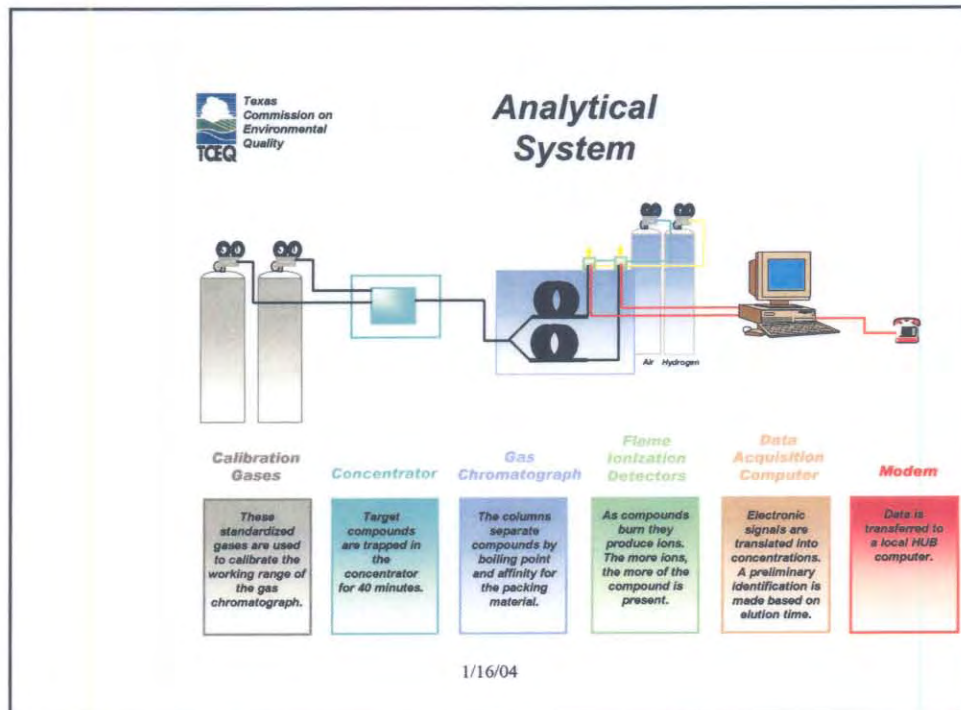 Texas
Commission on
Environmental
Quality
TCEQ
Analytical
System
Air Hydrogen
Calibration
Gases
These
standardized
gases are used
to calibrate the
working range of
the gas
chromatograph.
Concentrator
Target
compounds
are trapped in
the
concentrator
for 40 minutes.
Gas
Chromatograph
The columns
separate
compounds by
boiling point
and affinity for
the packing
material.
Flame
Ionization
Detectors
As compounds
burn they
produce ions.
The more ions,
the more of the
compound is
present.
Data
Acquisition
Computer
Electronic
signals are
translated into
concentrations.
A preliminary
identification is
made based on
elution time.
Modem
Data is
transferred to
a local HUB
computer.
1/16/04